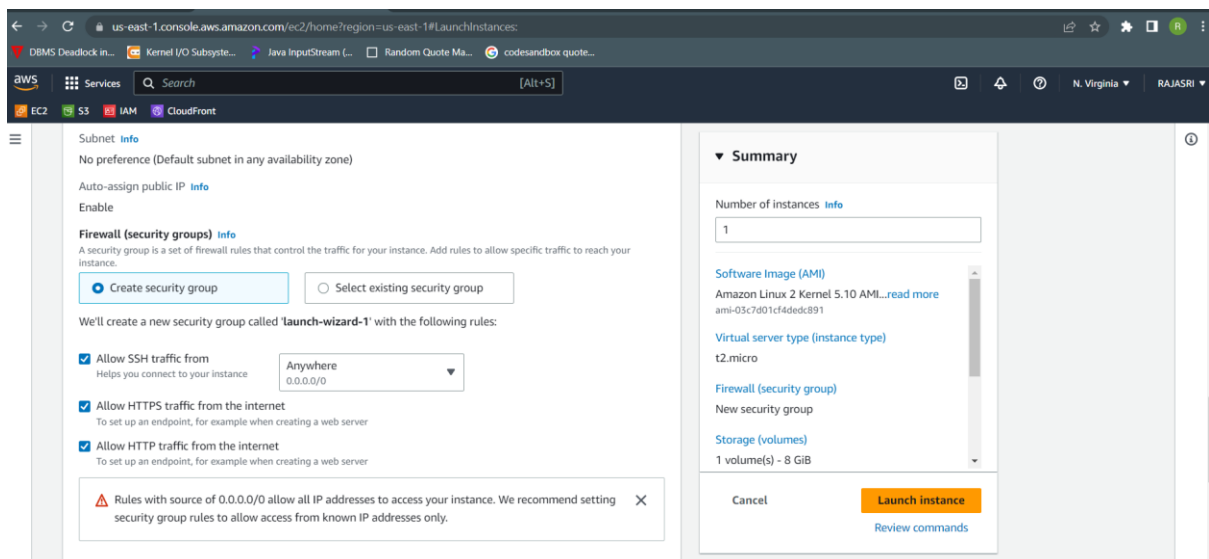 us-east-1.console.aws.amazon.com/ec2/home?region=us-east-1#LaunchInstances:
R
DBMS Deadlock in... Kernel I/O Subsyste... Java InputStream (... Random Quote Ma... codesandbox quote...
aws Services Search [Alt+S] N. Virginia RAJASRI
EC2 S3 IAM CloudFront
Subnet Info
No preference (Default subnet in any availability zone)
Auto-assign public IP Info
Enable
Firewall (security groups) Info
A security group is a set of firewall rules that control the traffic for your instance. Add rules to allow specific traffic to reach your
instance.
Create security group Select existing security group
We'll create a new security group called 'launch-wizard-1' with the following rules:
Allow SSH traffic from
Helps you connect to your instance
Anywhere
0.0.0.0/0
Allow HTTPS traffic from the internet
To set up an endpoint, for example when creating a web server
Allow HTTP traffic from the internet
To set up an endpoint, for example when creating a web server
Rules with source of 0.0.0.0/0 allow all IP addresses to access your instance. We recommend setting
security group rules to allow access from known IP addresses only.
Summary
Number of instances Info
1
Software Image (AMI)
Amazon Linux 2 Kernel 5.10 AMI...read more
ami-03c7d01cf4dedc891
Virtual server type (instance type)
t2.micro
Firewall (security group)
New security group
Storage (volumes)
1 volume(s) - 8 GiB
Cancel Launch instance
Review commands